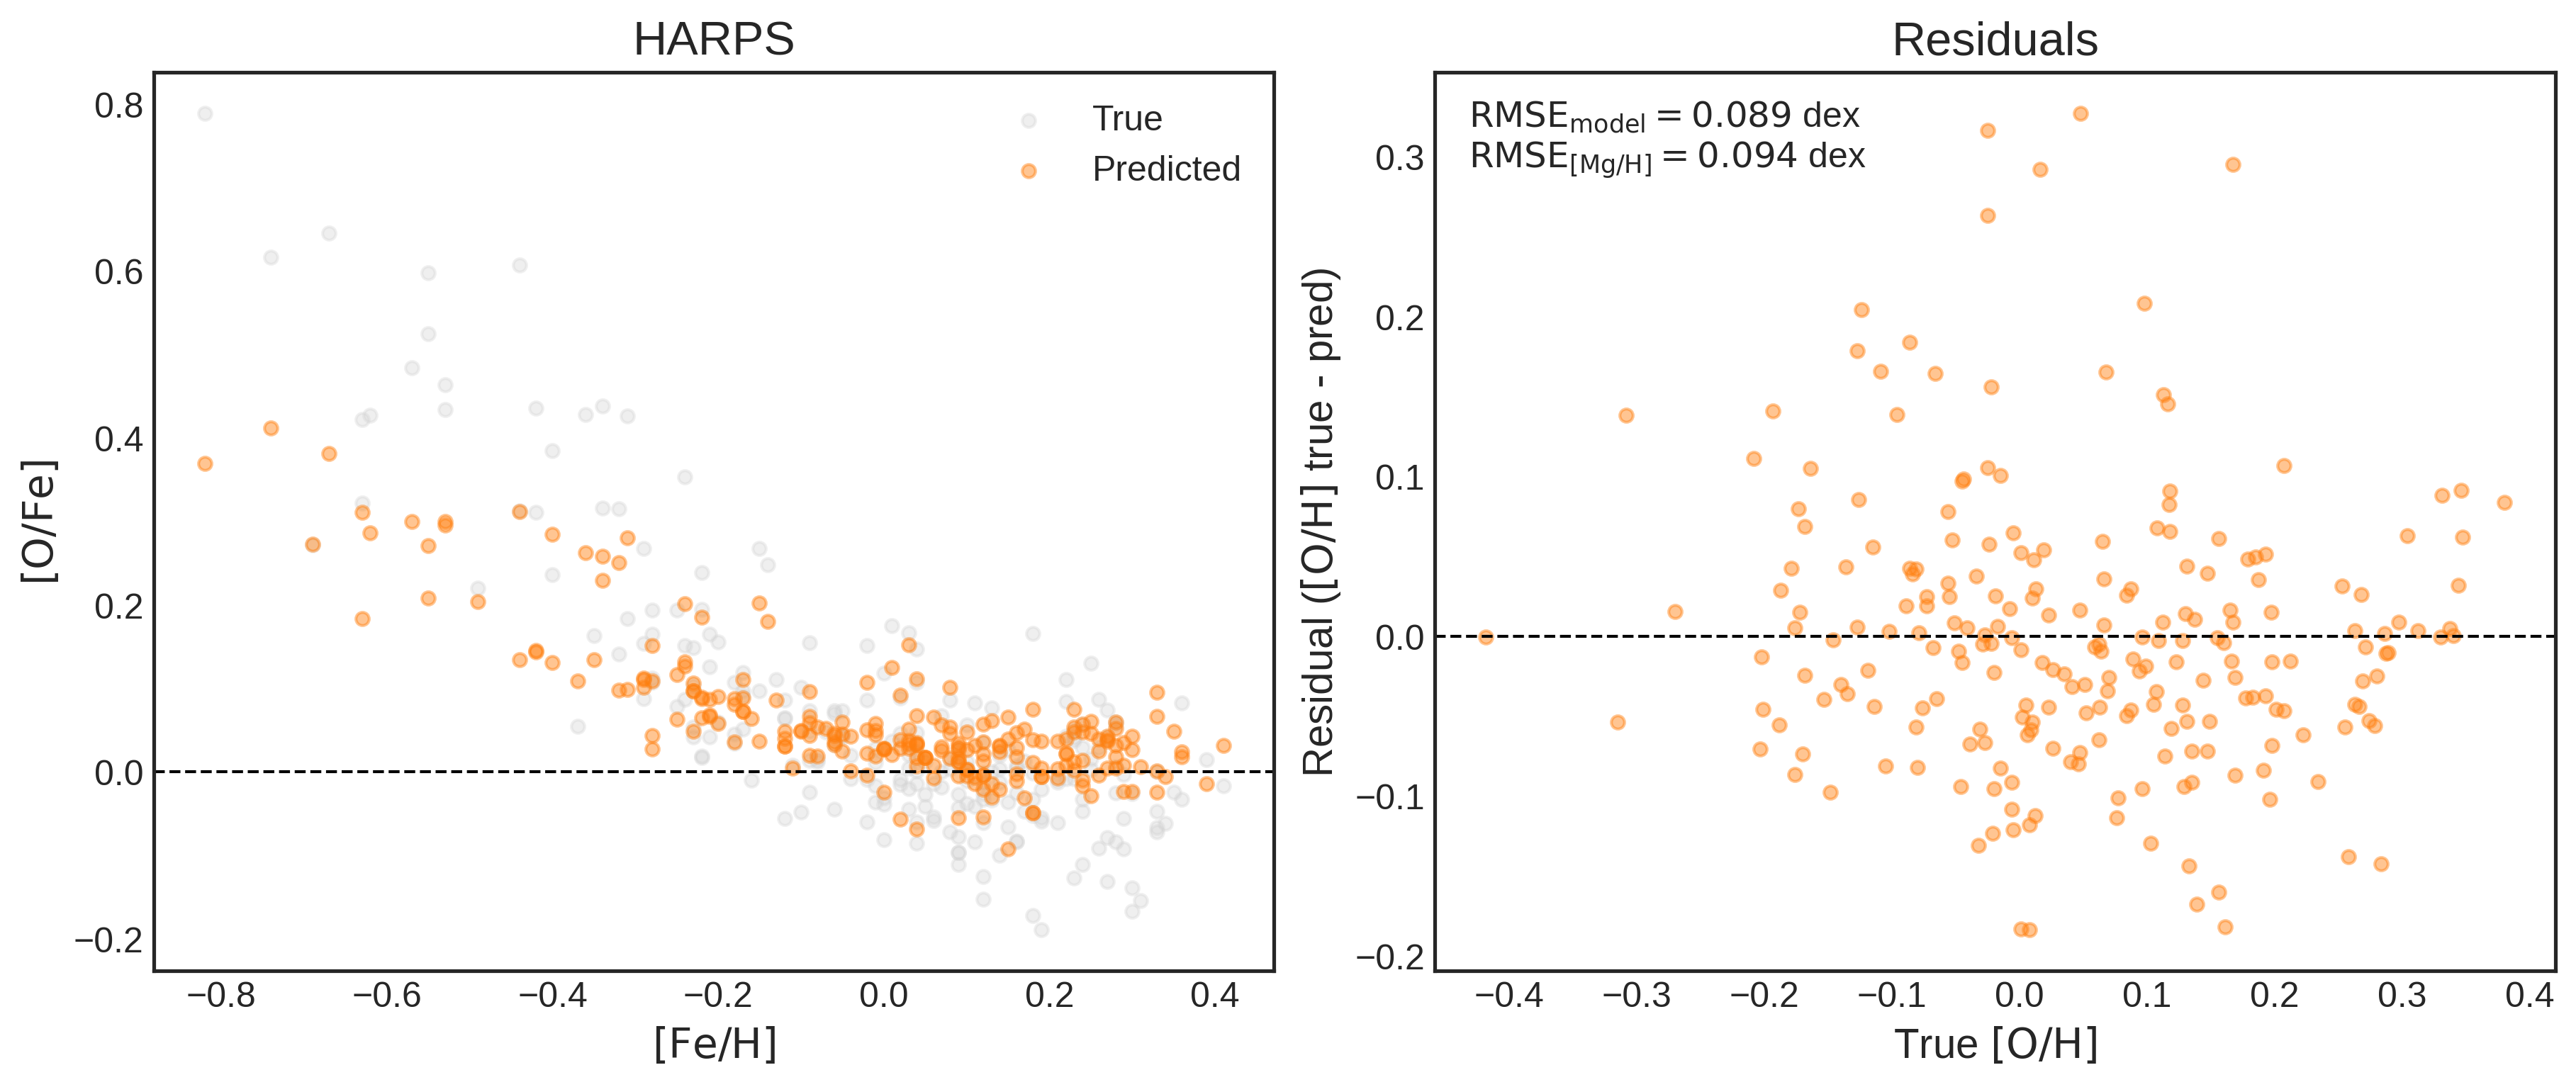 HARPS
True
Predicted
[O/Fe]
0.8
0.6
0.4
0.2
0.0
−0.2
−0.8
−0.6
−0.4
−0.2
0.0
0.2
0.4
[Fe/H]
Residuals
RMSE_model = 0.089 dex
RMSE_[Mg/H] = 0.094 dex
Residual ([O/H] true - pred)
0.3
0.2
0.1
0.0
−0.1
−0.2
−0.4
−0.3
−0.2
−0.1
0.0
0.1
0.2
0.3
0.4
True [O/H]